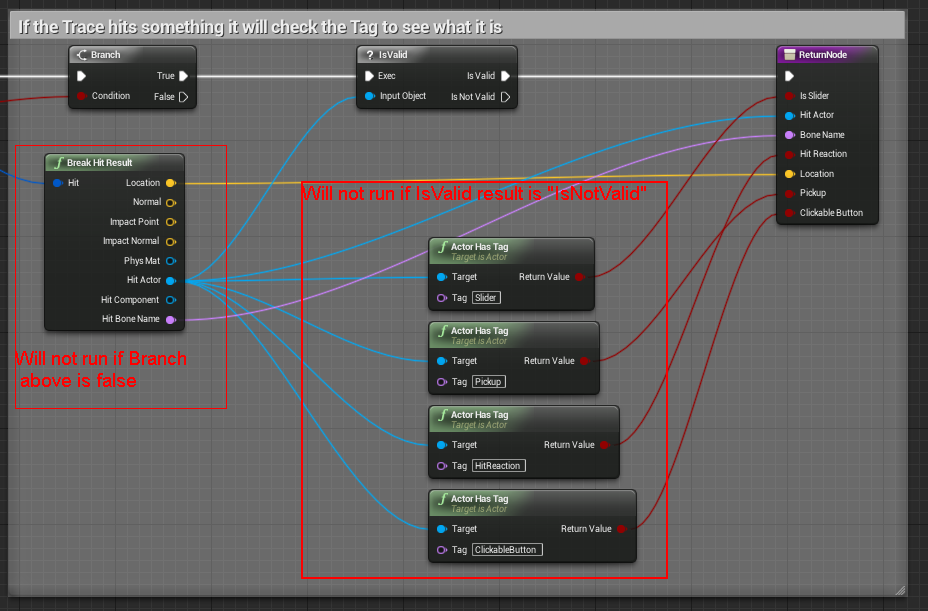 If the Trace hits something it will check the Tag to see what it is
Branch
True
Condition
False
IsValid
Exec
Is Valid
Input Object
Is Not Valid
ReturnNode
Is Slider
Hit Actor
Bone Name
Hit Reaction
Location
Pickup
Clickable Button
Break Hit Result
Hit
Location
Normal
Impact Point
Impact Normal
Phys Mat
Hit Actor
Hit Component
Hit Bone Name
Will not run if Branch
above is false
Will not run if IsValid result is "IsNotValid"
Actor Has Tag
Target is Actor
Target
Return Value
Tag Slider
Actor Has Tag
Target is Actor
Target
Return Value
Tag Pickup
Actor Has Tag
Target is Actor
Target
Return Value
Tag HitReaction
Actor Has Tag
Target is Actor
Target
Return Value
Tag ClickableButton